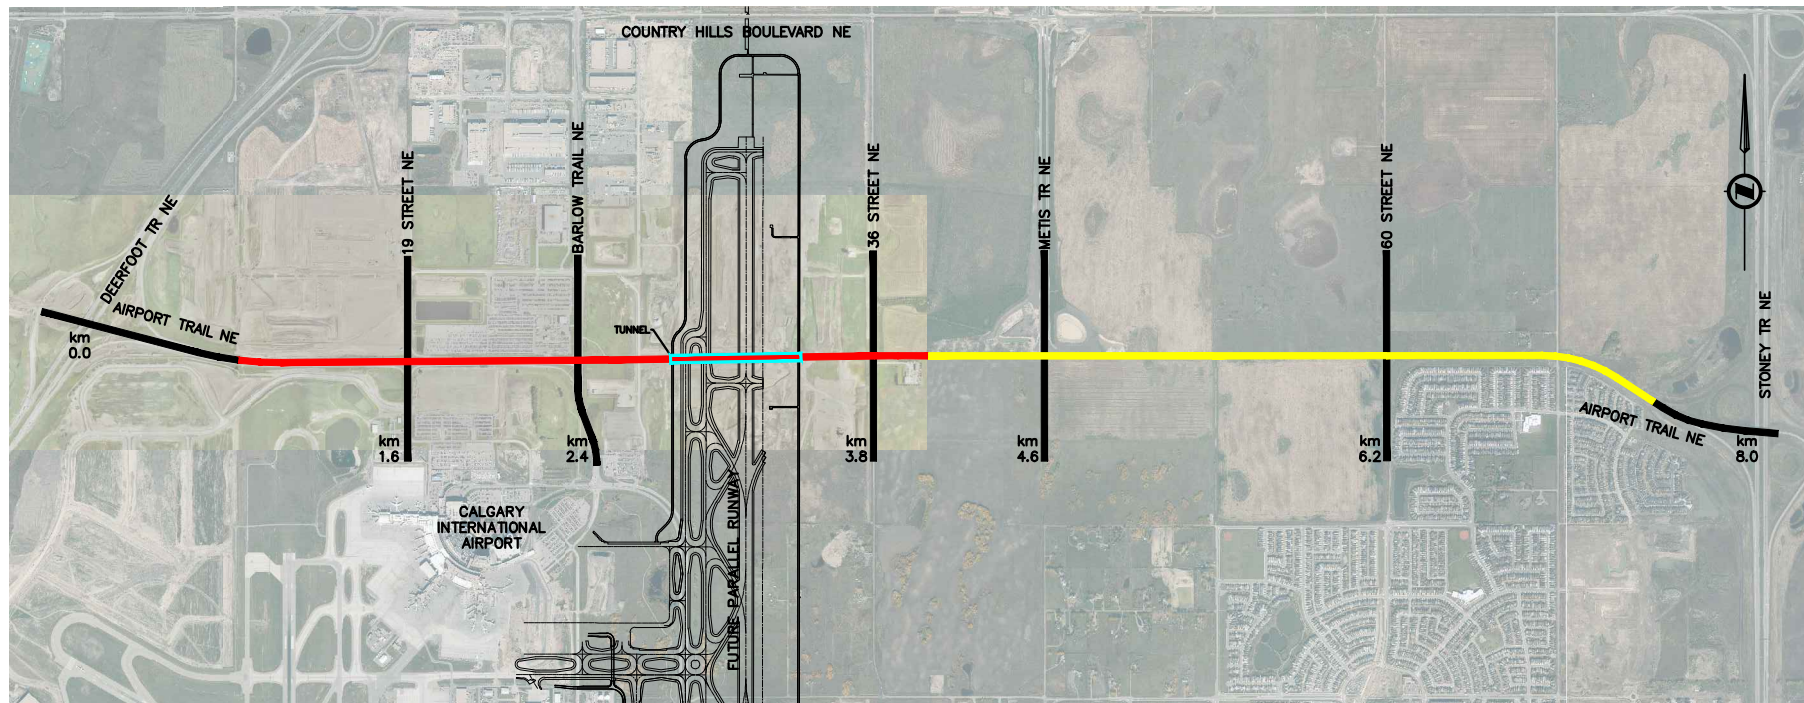 COUNTRY HILLS BOULEVARD NE
DEERFOOT TR NE
19 STREET NE
BARLOW TRAIL NE
36 STREET NE
METIS TR NE
60 STREET NE
STONEY TR NE
AIRPORT TRAIL NE
TUNNEL
km
0.0
km
1.6
km
2.4
km
3.8
km
4.6
km
6.2
AIRPORT TRAIL NE
km
8.0
CALGARY
INTERNATIONAL
AIRPORT
FUTURE PARALLEL RUNWAY